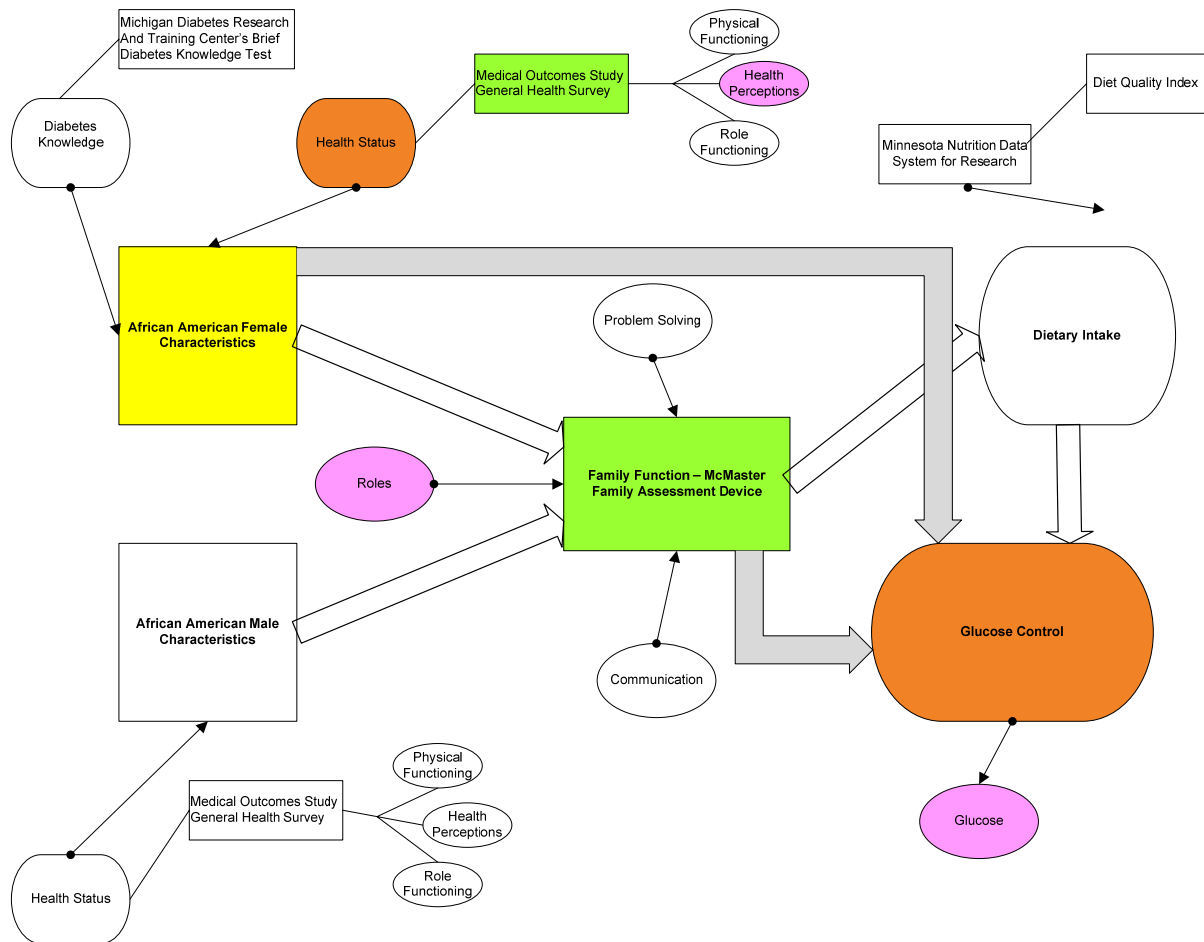 Michigan Diabetes Research
And Training Center's Brief
Diabetes Knowledge Test
Diabetes
Knowledge
Health Status
Medical Outcomes Study
General Health Survey
Physical
Functioning
Health
Perceptions
Role
Functioning
Diet Quality Index
Minnesota Nutrition Data
System for Research
African American Female
Characteristics
Problem Solving
Dietary Intake
Roles
Family Function – McMaster
Family Assessment Device
African American Male
Characteristics
Communication
Glucose Control
Physical
Functioning
Medical Outcomes Study
General Health Survey
Health
Perceptions
Role
Functioning
Health Status
Glucose